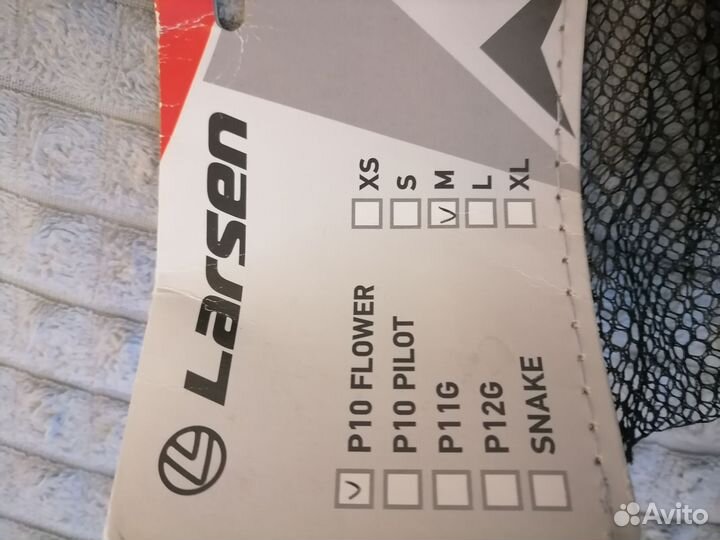 Larsen
P10 FLOWER
P10 PILOT
P11G
P12G
SNAKE
XS
S
M
L
XL
Avito